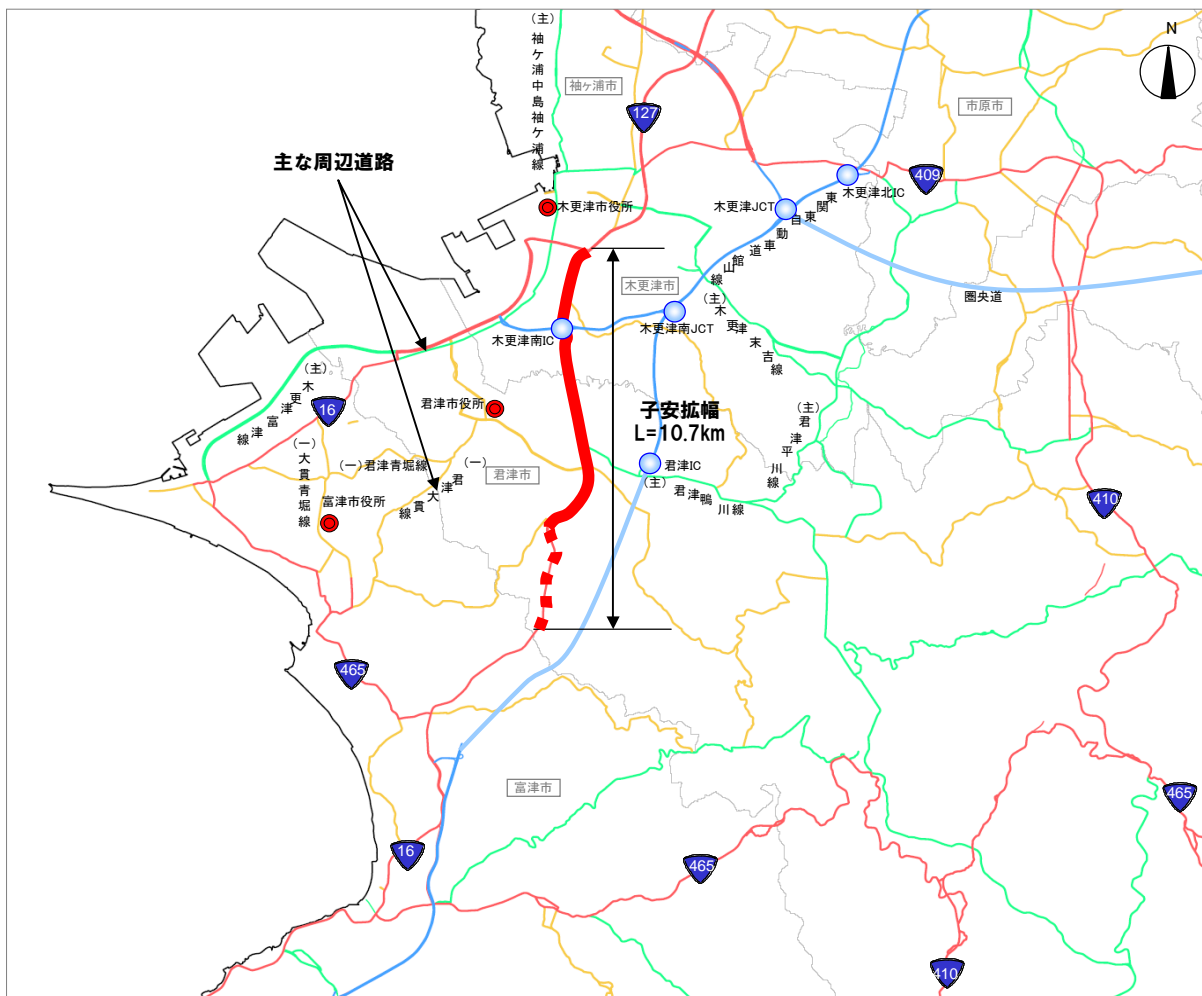 (主)袖ケ浦中島袖ケ浦線
N
袖ヶ浦市
127
市原市
主な周辺道路
409
木更津北IC
木更津市役所
木更津JCT
東関東自動車道館山線
木更津市
圏央道
(主)木更津末吉線
木更津南JCT
木更津南IC
(主)木更津富津線
16
君津市役所
子安拡幅
L=10.7km
(主)君津平川線
(一)大貫青堀線
(一)君津青堀線
(一)君津大貫線
君津市
君津IC
(主)君津鴨川線
410
富津市役所
465
富津市
465
16
465
410